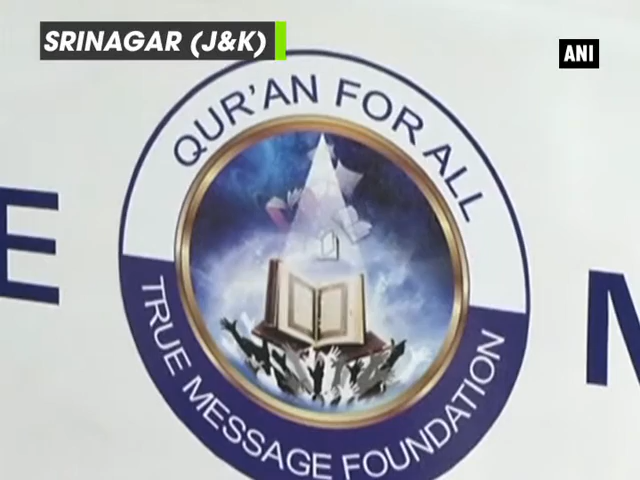 SRINAGAR (J&K)
ANI
QUR'AN FOR ALL
E
N
TRUE MESSAGE FOUNDATION